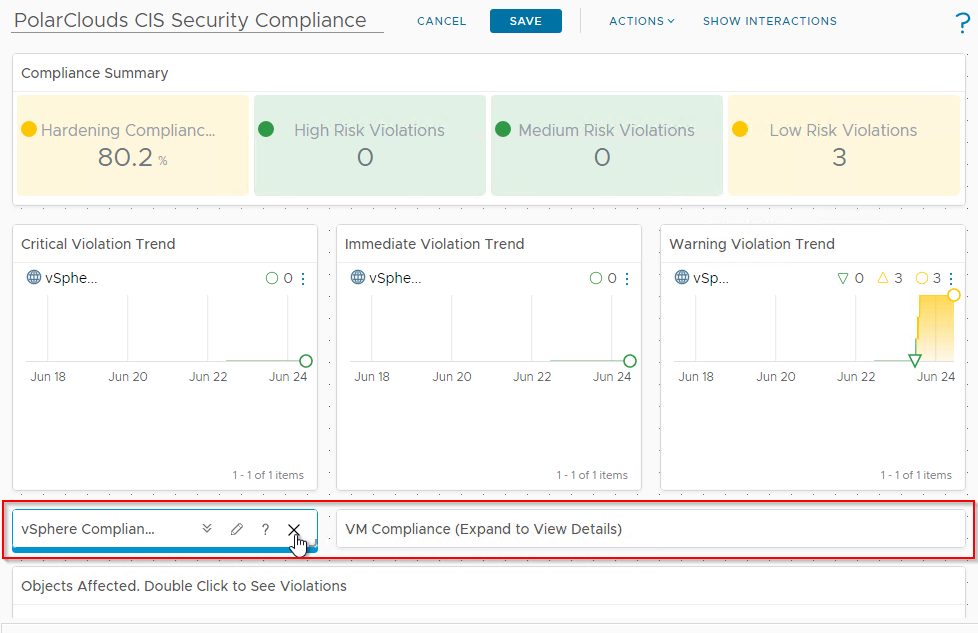 PolarClouds CIS Security Compliance CANCEL SAVE ACTIONS SHOW INTERACTIONS ?
Compliance Summary
Hardening Complianc... High Risk Violations Medium Risk Violations Low Risk Violations
80.2 % 0 0 3
Critical Violation Trend Immediate Violation Trend Warning Violation Trend
vSphe... 0 vSphe... 0 vSp... 0 3 3
Jun 18 Jun 20 Jun 22 Jun 24 Jun 18 Jun 20 Jun 22 Jun 24 Jun 18 Jun 20 Jun 22 Jun 24
1 - 1 of 1 items 1 - 1 of 1 items 1 - 1 of 1 items
vSphere Complian... ? VM Compliance (Expand to View Details)
Objects Affected. Double Click to See Violations